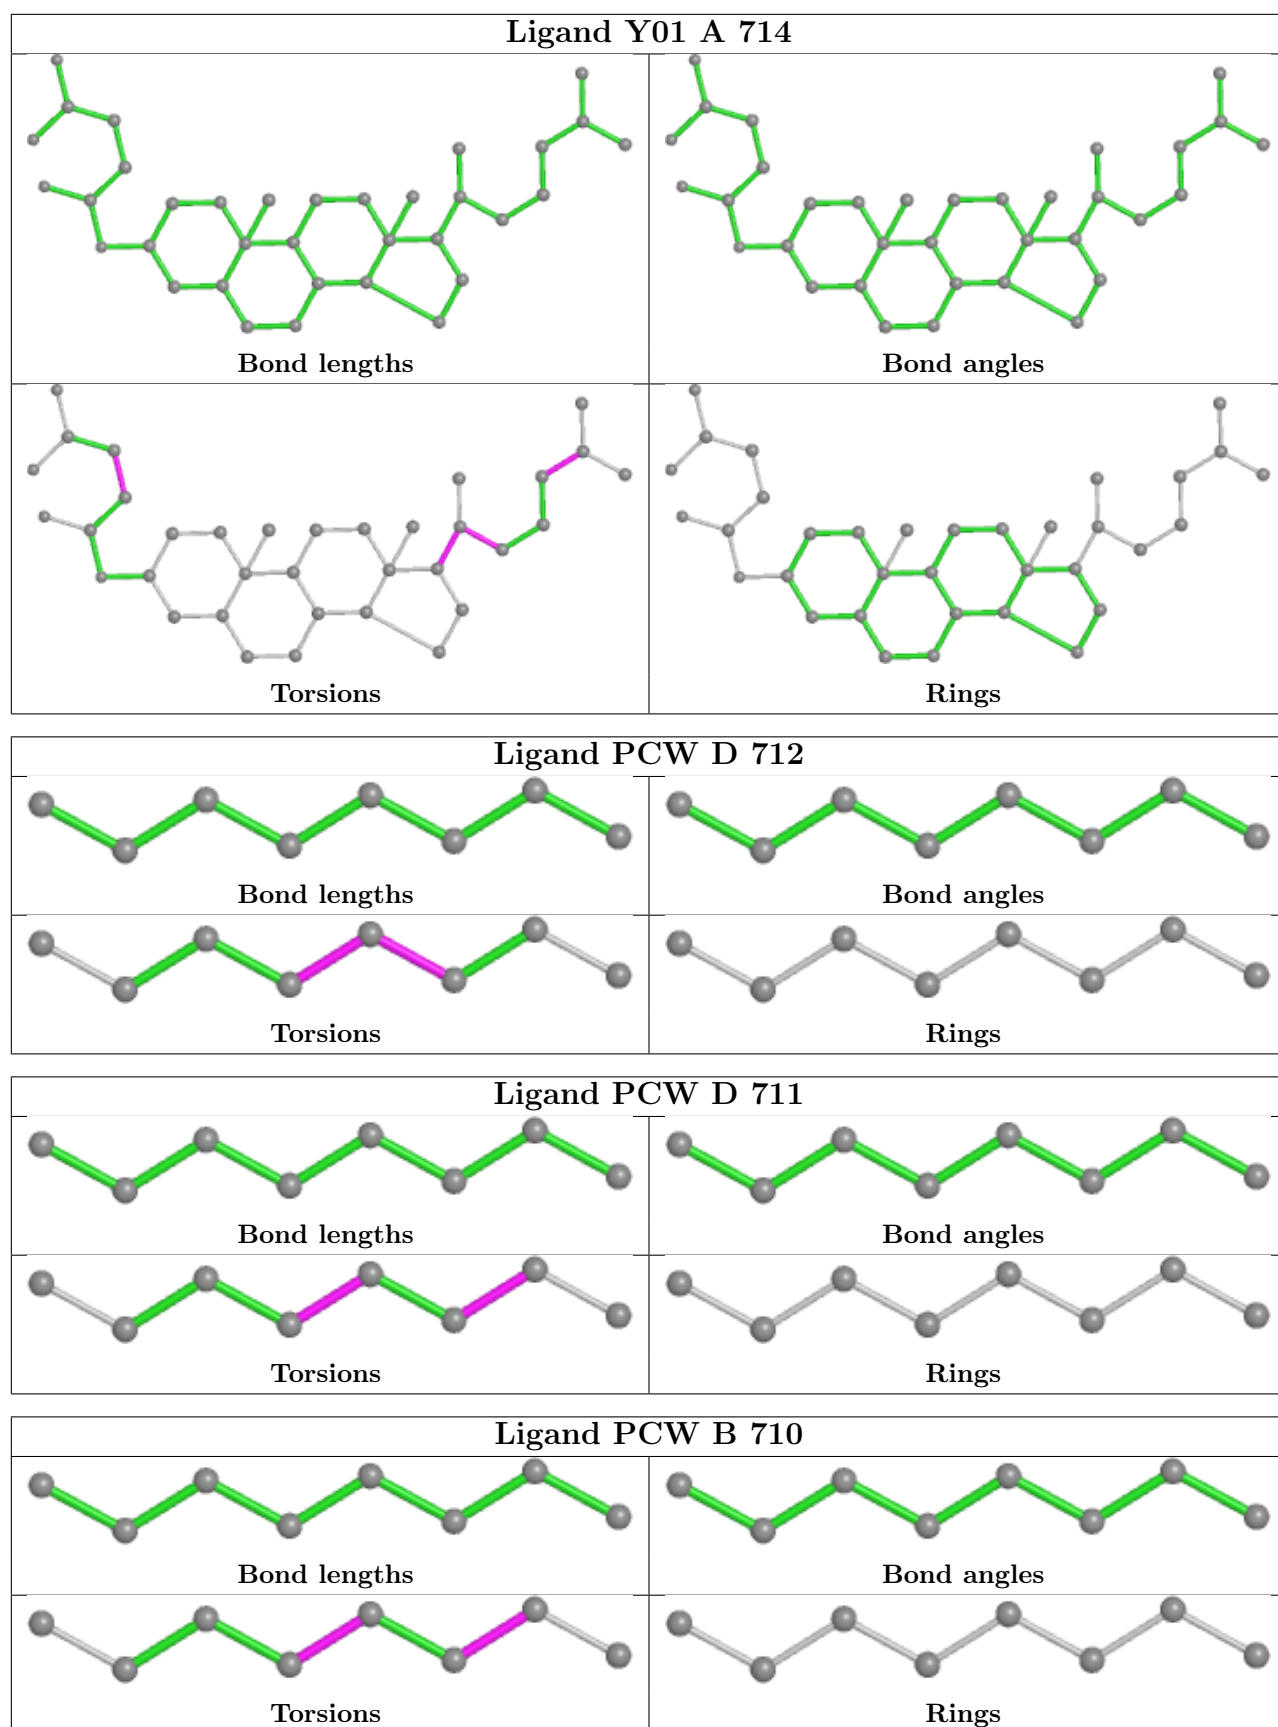 Ligand Y01 A 714
Bond lengths
Bond angles
Torsions
Rings
Ligand PCW D 712
Bond lengths
Bond angles
Torsions
Rings
Ligand PCW D 711
Bond lengths
Bond angles
Torsions
Rings
Ligand PCW B 710
Bond lengths
Bond angles
Torsions
Rings